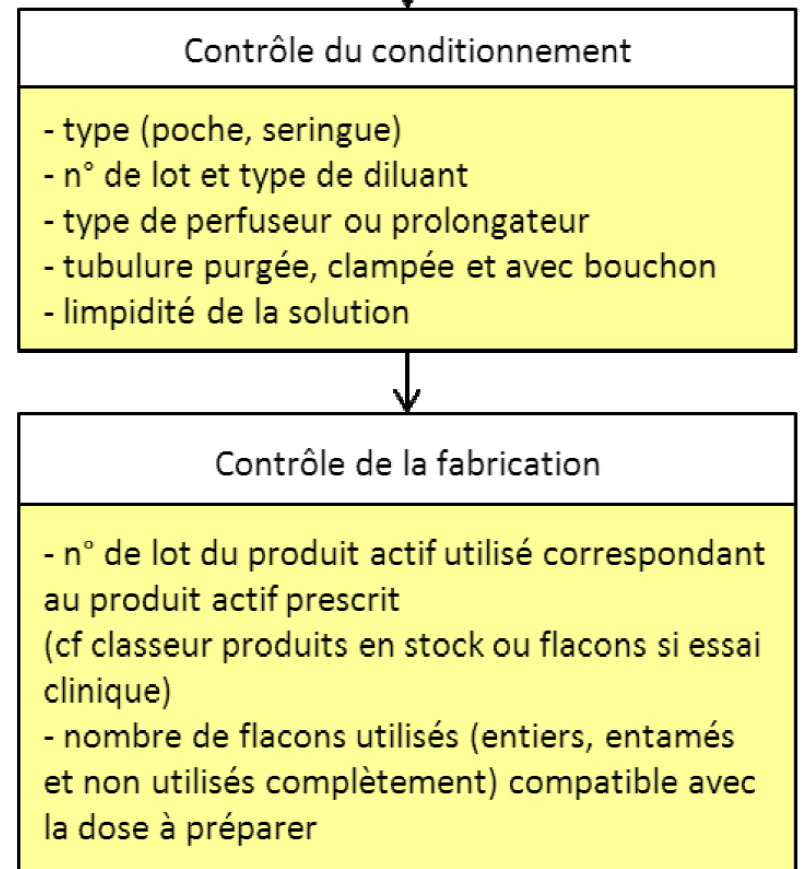 Contrôle du conditionnement
- type (poche, seringue)
- n° de lot et type de diluant
- type de perfuseur ou prolongateur
- tubulure purgée, clampée et avec bouchon
- limpidité de la solution
Contrôle de la fabrication
- n° de lot du produit actif utilisé correspondant
au produit actif prescrit
(cf classeur produits en stock ou flacons si essai
clinique)
- nombre de flacons utilisés (entiers, entamés
et non utilisés complètement) compatible avec
la dose à préparer